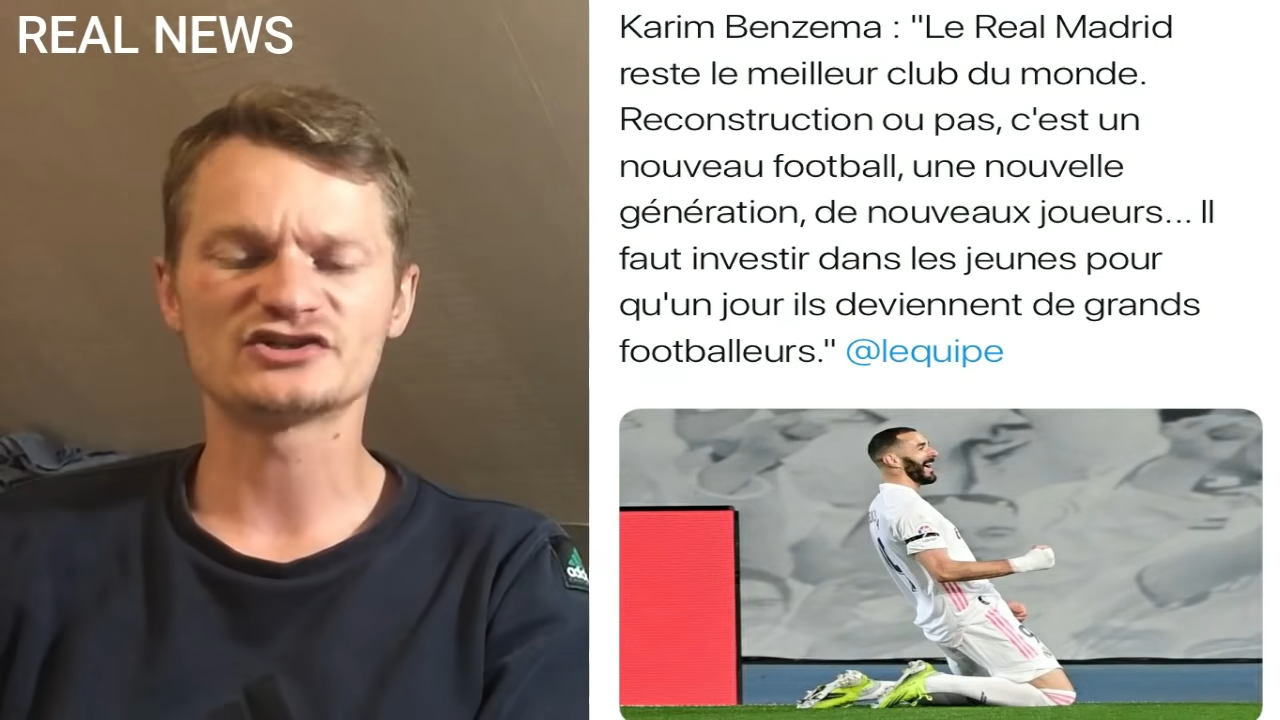 REAL NEWS
Karim Benzema : "Le Real Madrid
reste le meilleur club du monde.
Reconstruction ou pas, c'est un
nouveau football, une nouvelle
génération, de nouveaux joueurs... Il
faut investir dans les jeunes pour
qu'un jour ils deviennent de grands
footballeurs." @lequipe